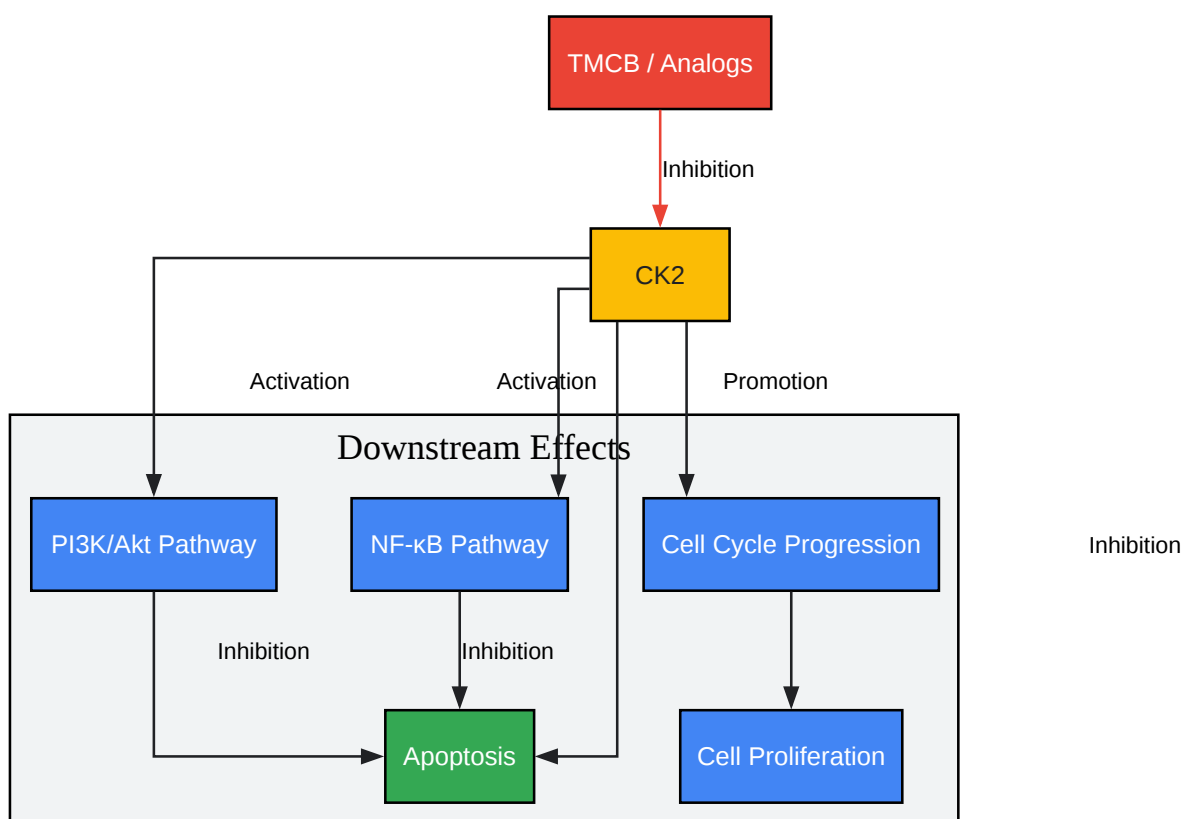 TMCB / Analogs
Inhibition
CK2
Activation
Activation
Promotion
Downstream Effects
PI3K/Akt Pathway
NF-κB Pathway
Cell Cycle Progression
Inhibition
Inhibition
Inhibition
Apoptosis
Cell Proliferation